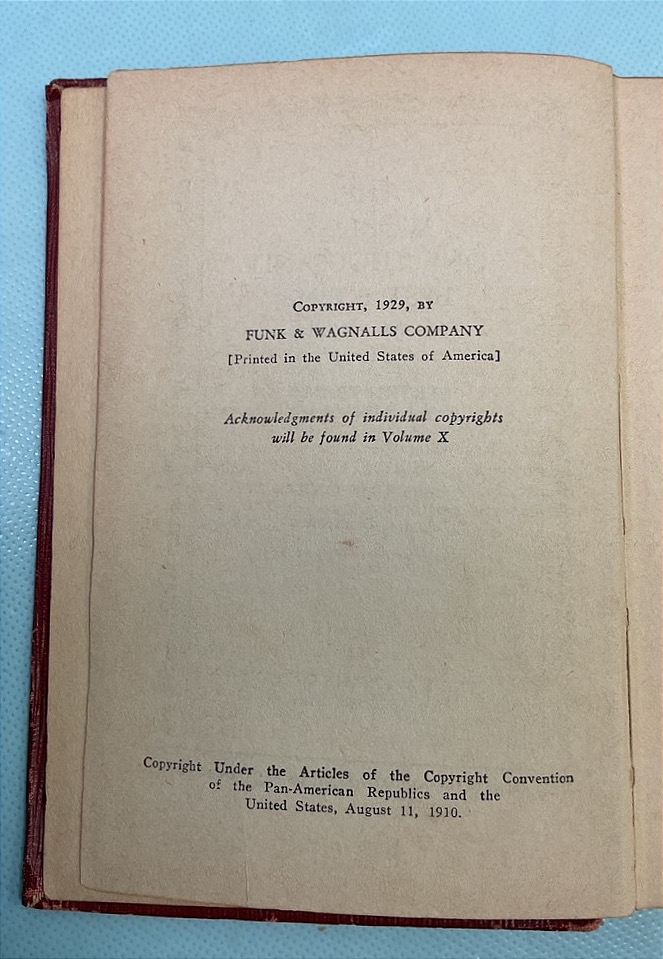 COPYRIGHT, 1929, BY
FUNK & WAGNALLS COMPANY
[Printed in the United States of America]
Acknowledgments of individual copyrights
will be found in Volume X
Copyright Under the Articles of the Copyright Convention
of the Pan-American Republics and the
United States, August 11, 1910.